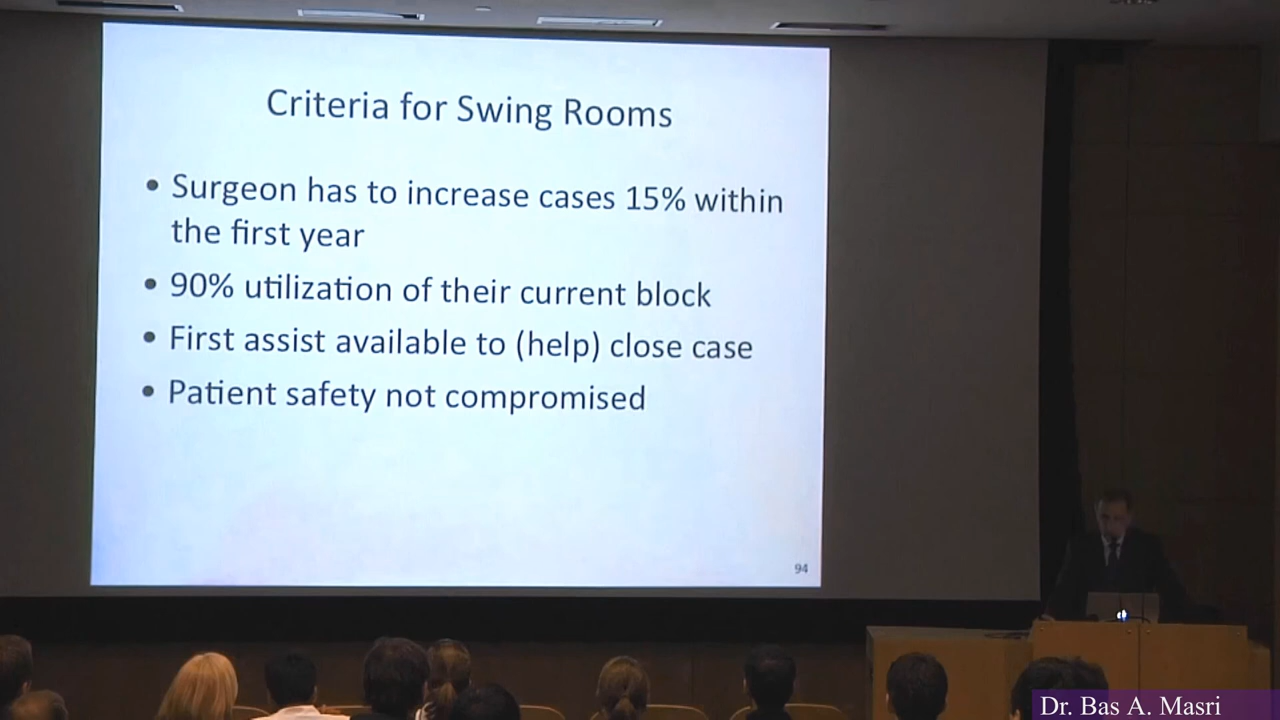 Criteria for Swing Rooms
• Surgeon has to increase cases 15% within
the first year
• 90% utilization of their current block
• First assist available to (help) close case
• Patient safety not compromised
94
Dr. Bas A. Masri